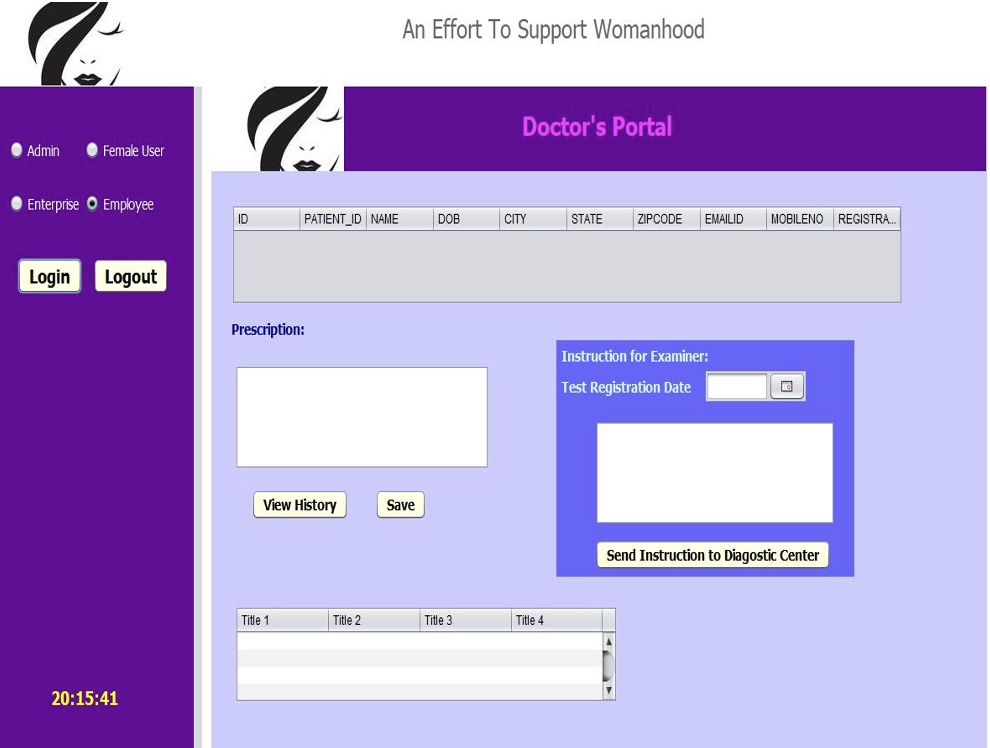 An Effort To Support Womanhood
Doctor's Portal
Admin Female User
Enterprise Employee
Login Logout
ID PATIENT_ID NAME DOB CITY STATE ZIPCODE EMAILID MOBILENO REGISTRA...
Prescription:
Instruction for Examiner:
Test Registration Date
View History Save
Send Instruction to Diagostic Center
Title 1 Title 2 Title 3 Title 4
20:15:41